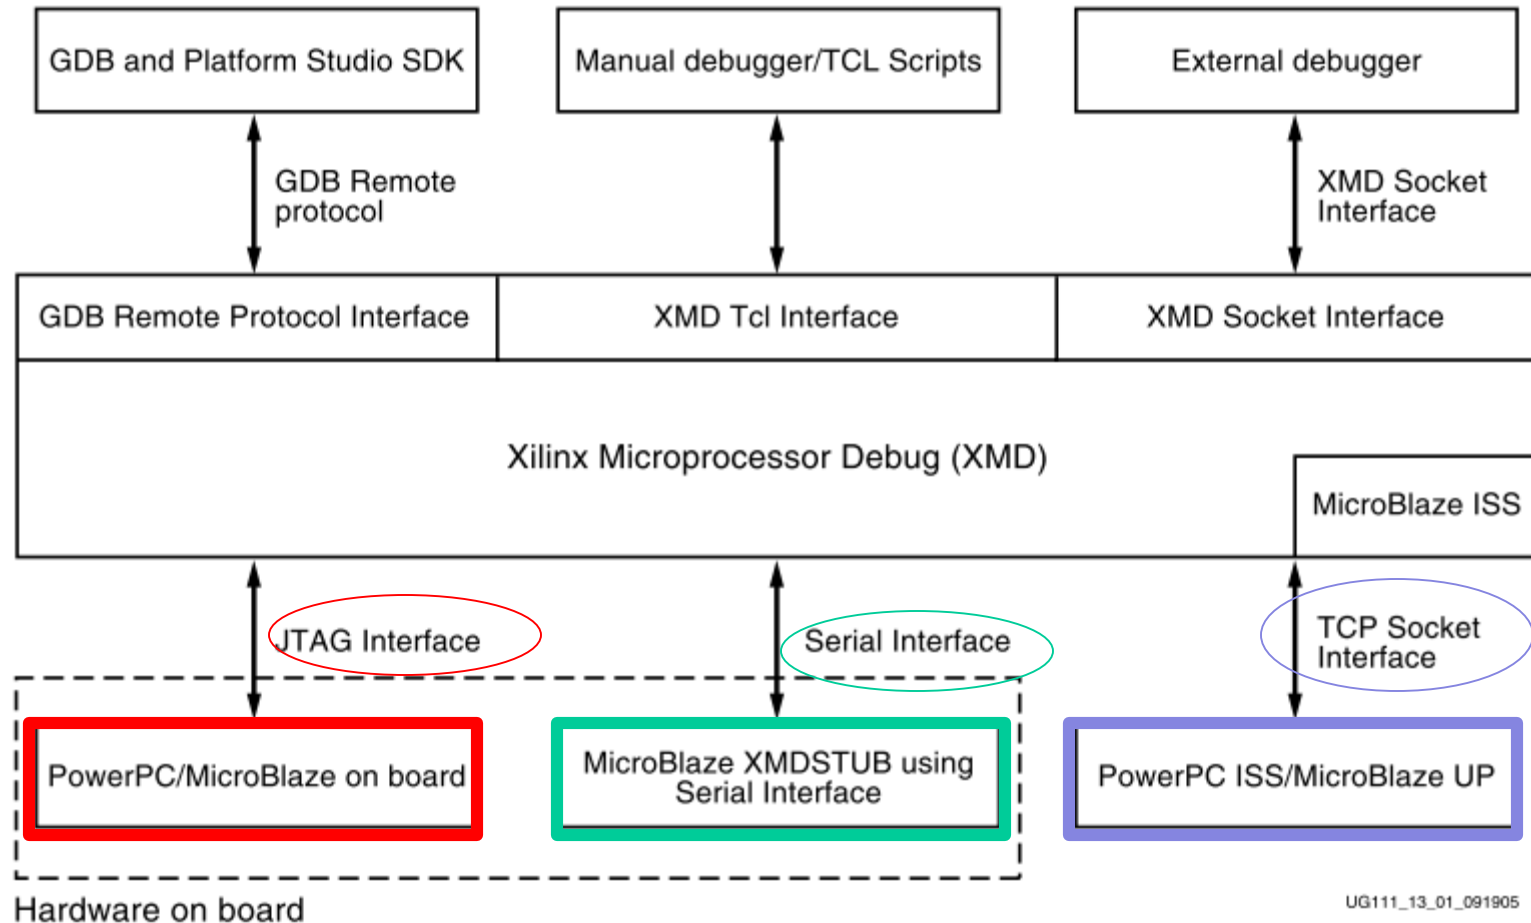 GDB and Platform Studio SDK
Manual debugger/TCL Scripts
External debugger
GDB Remote
protocol
XMD Socket
Interface
GDB Remote Protocol Interface
XMD Tcl Interface
XMD Socket Interface
Xilinx Microprocessor Debug (XMD)
MicroBlaze ISS
JTAG Interface
Serial Interface
TCP Socket
Interface
PowerPC/MicroBlaze on board
MicroBlaze XMDSTUB using
Serial Interface
PowerPC ISS/MicroBlaze UP
Hardware on board
UG111_13_01_091905